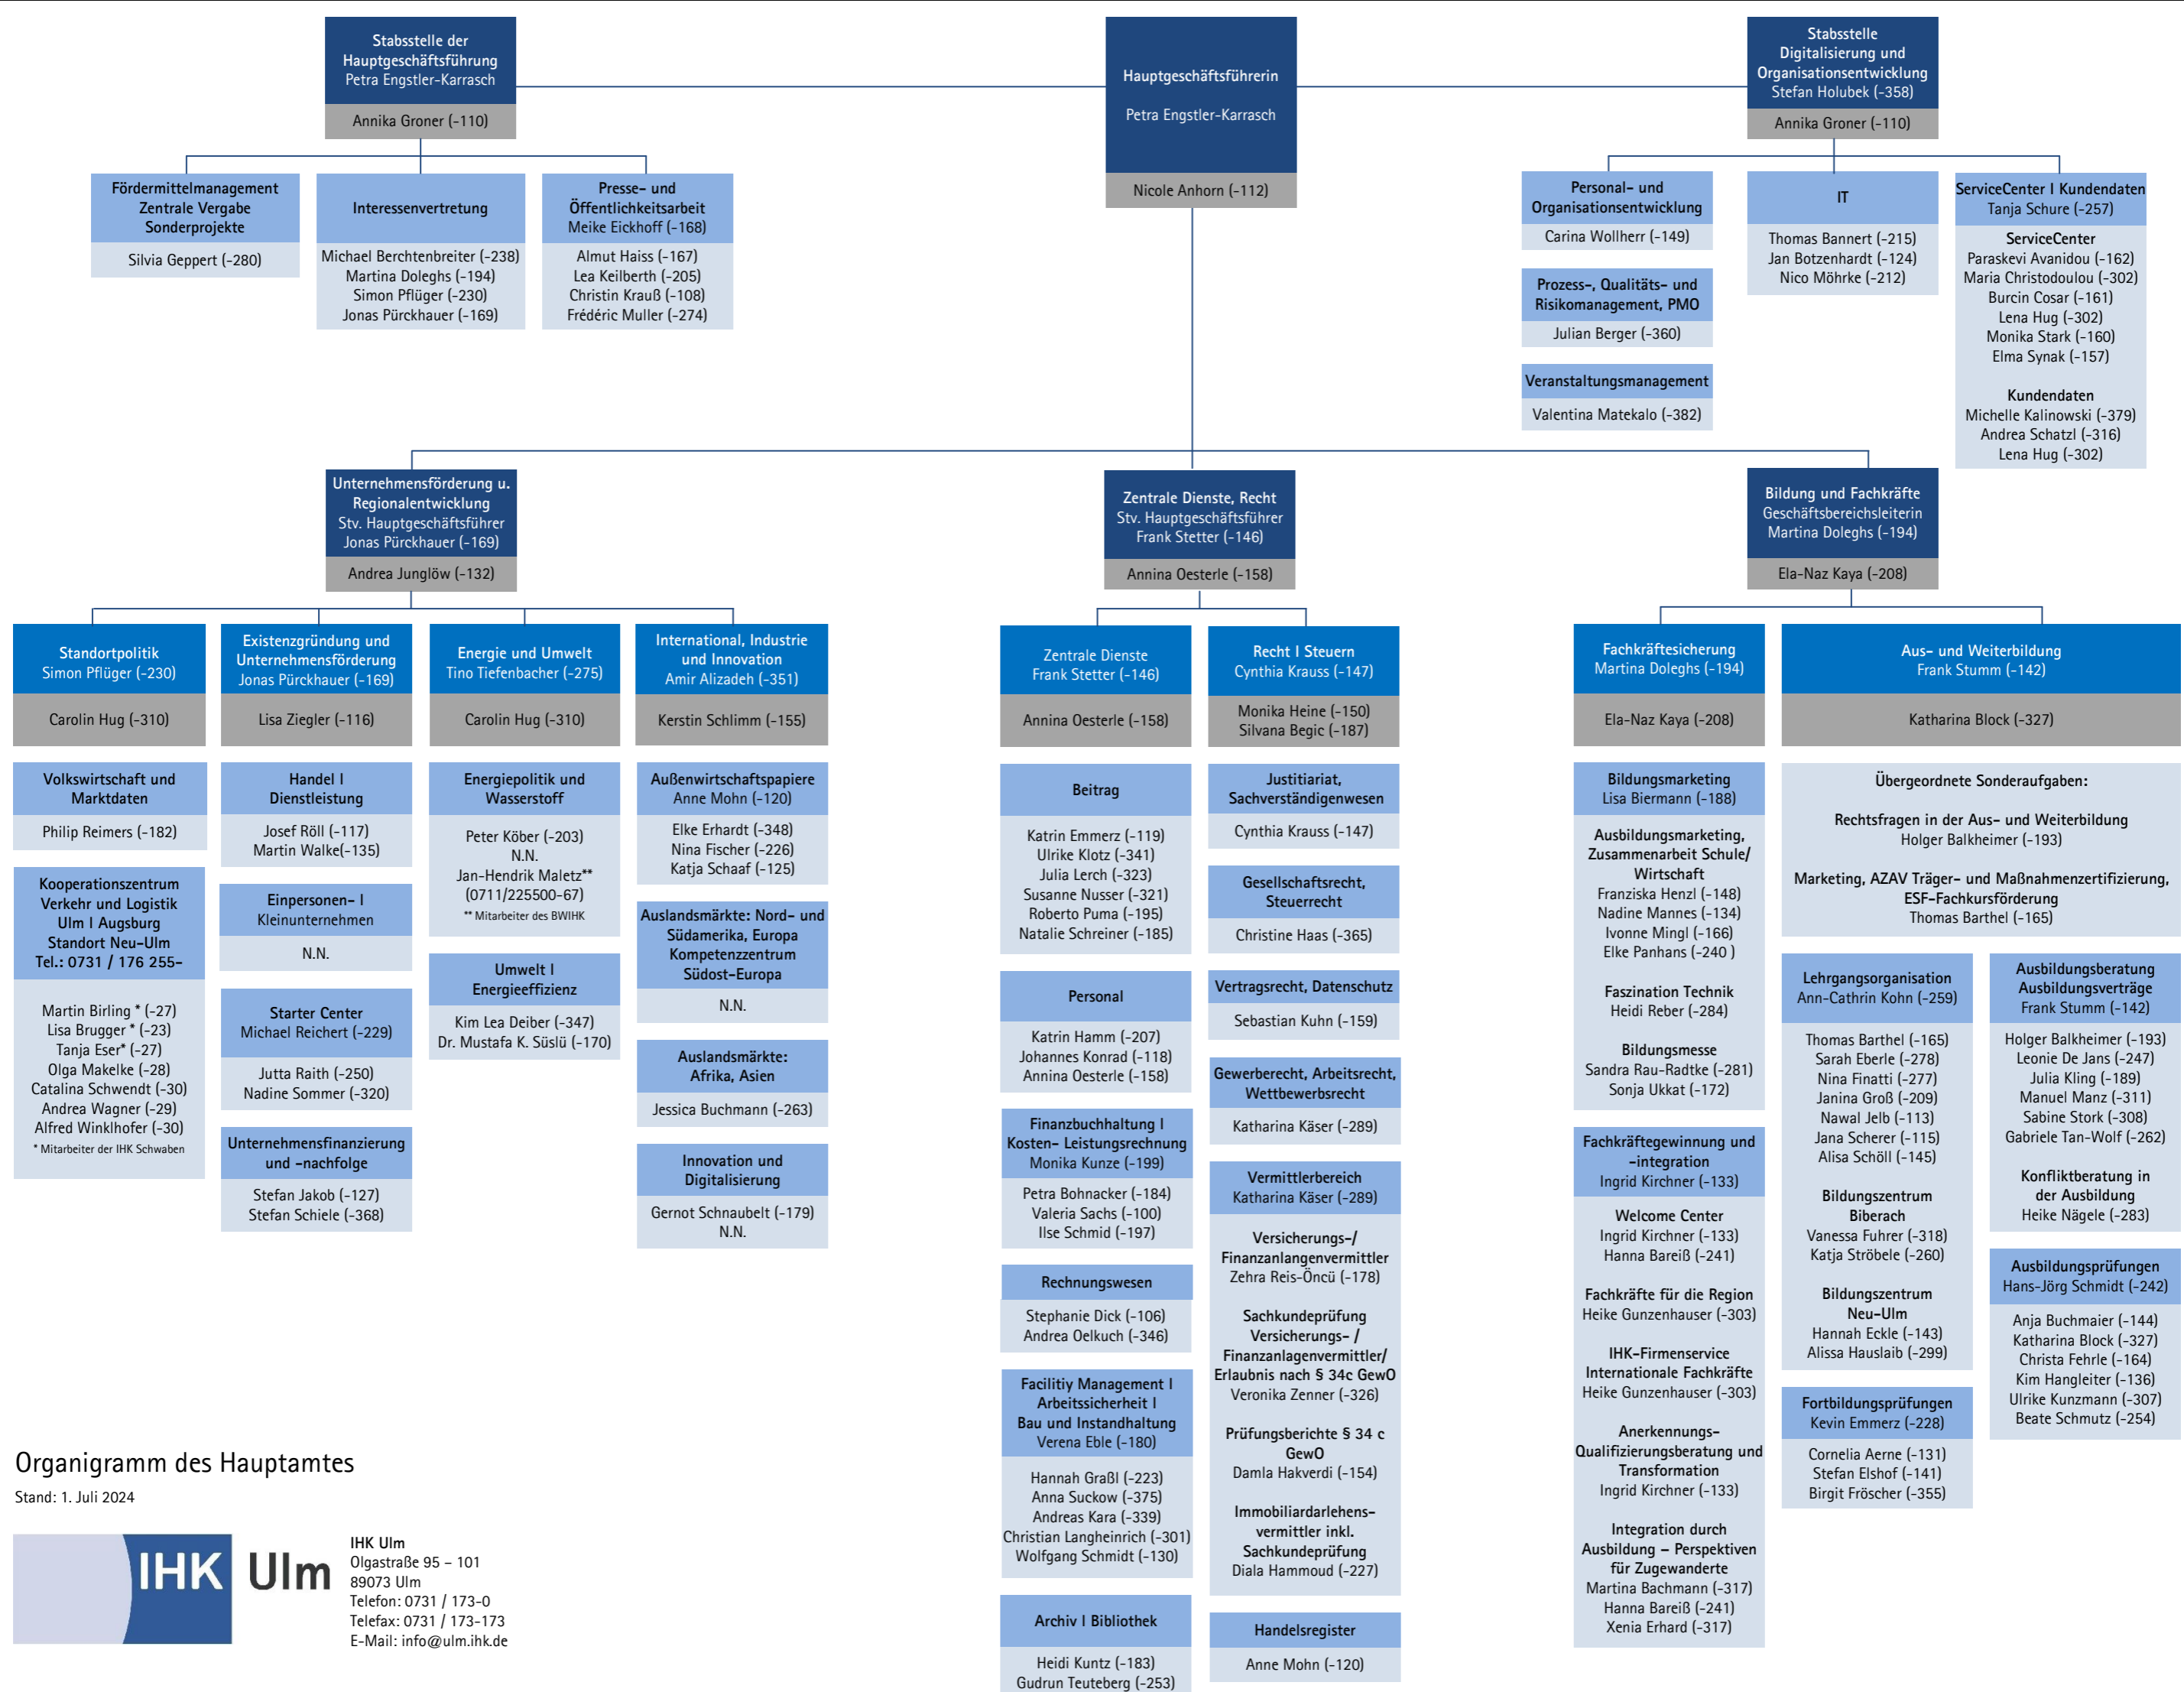 Stabsstelle der
Hauptgeschäftsführung
Petra Engstler-Karrasch
Annika Groner (-110)
Hauptgeschäftsführerin
Petra Engstler-Karrasch
Nicole Anhorn (-112)
Stabsstelle
Digitalisierung und
Organisationsentwicklung
Stefan Holubek (-358)
Annika Groner (-110)
Fördermittelmanagement
Zentrale Vergabe
Sonderprojekte
Silvia Geppert (-280)
Interessenvertretung
Michael Berchtenbreiter (-238)
Martina Doleghs (-194)
Simon Pflüger (-230)
Jonas Pürckhauer (-169)
Presse- und
Öffentlichkeitsarbeit
Meike Eickhoff (-168)
Almut Haiss (-167)
Lea Keilberth (-205)
Christin Krauß (-108)
Frédéric Muller (-274)
Personal- und
Organisationsentwicklung
Carina Wollherr (-149)
Prozess-, Qualitäts- und
Risikomanagement, PMO
Julian Berger (-360)
Veranstaltungsmanagement
Valentina Matekalo (-382)
IT
Thomas Bannert (-215)
Jan Botzenhardt (-124)
Nico Möhrke (-212)
ServiceCenter I Kundendaten
Tanja Schure (-257)
ServiceCenter
Paraskevi Avanidou (-162)
Maria Christodoulou (-302)
Burcin Cosar (-161)
Lena Hug (-302)
Monika Stark (-160)
Elma Synak (-157)
Kundendaten
Michelle Kalinowski (-379)
Andrea Schatzl (-316)
Lena Hug (-302)
Unternehmensförderung u.
Regionalentwicklung
Stv. Hauptgeschäftsführer
Jonas Pürckhauer (-169)
Andrea Junglöw (-132)
Zentrale Dienste, Recht
Stv. Hauptgeschäftsführer
Frank Stetter (-146)
Annina Oesterle (-158)
Bildung und Fachkräfte
Geschäftsbereichsleiterin
Martina Doleghs (-194)
Ela-Naz Kaya (-208)
Standortpolitik
Simon Pflüger (-230)
Carolin Hug (-310)
Volkswirtschaft und
Marktdaten
Philip Reimers (-182)
Kooperationszentrum
Verkehr und Logistik
Ulm I Augsburg
Standort Neu-Ulm
Tel.: 0731 / 176 255-
Martin Birling * (-27)
Lisa Brugger * (-23)
Tanja Eser* (-27)
Olga Makelke (-28)
Catalina Schwendt (-30)
Andrea Wagner (-29)
Alfred Winklhofer (-30)
* Mitarbeiter der IHK Schwaben
Existenzgründung und
Unternehmensförderung
Jonas Pürckhauer (-169)
Lisa Ziegler (-116)
Handel I
Dienstleistung
Josef Röll (-117)
Martin Walke(-135)
Einpersonen- I
Kleinunternehmen
N.N.
Starter Center
Michael Reichert (-229)
Jutta Raith (-250)
Nadine Sommer (-320)
Unternehmensfinanzierung
und -nachfolge
Stefan Jakob (-127)
Stefan Schiele (-368)
Energie und Umwelt
Tino Tiefenbacher (-275)
Carolin Hug (-310)
Energiepolitik und
Wasserstoff
Peter Köber (-203)
N.N.
Jan-Hendrik Maletz**
(0711/225500-67)
** Mitarbeiter des BWIHK
Umwelt I
Energieeffizienz
Kim Lea Deiber (-347)
Dr. Mustafa K. Süslü (-170)
International, Industrie
und Innovation
Amir Alizadeh (-351)
Kerstin Schlimm (-155)
Außenwirtschaftspapiere
Anne Mohn (-120)
Elke Erhardt (-348)
Nina Fischer (-226)
Katja Schaaf (-125)
Auslandsmärkte: Nord- und
Südamerika, Europa
Kompetenzzentrum
Südost-Europa
N.N.
Auslandsmärkte:
Afrika, Asien
Jessica Buchmann (-263)
Innovation und
Digitalisierung
Gernot Schnaubelt (-179)
N.N.
Zentrale Dienste
Frank Stetter (-146)
Annina Oesterle (-158)
Beitrag
Katrin Emmerz (-119)
Ulrike Klotz (-341)
Julia Lerch (-323)
Susanne Nusser (-321)
Roberto Puma (-195)
Natalie Schreiner (-185)
Personal
Katrin Hamm (-207)
Johannes Konrad (-118)
Annina Oesterle (-158)
Finanzbuchhaltung I
Kosten- Leistungsrechnung
Monika Kunze (-199)
Petra Bohnacker (-184)
Valeria Sachs (-100)
Ilse Schmid (-197)
Rechnungswesen
Stephanie Dick (-106)
Andrea Oelkuch (-346)
Facilitiy Management I
Arbeitssicherheit I
Bau und Instandhaltung
Verena Eble (-180)
Hannah Graßl (-223)
Anna Suckow (-375)
Andreas Kara (-339)
Christian Langheinrich (-301)
Wolfgang Schmidt (-130)
Archiv I Bibliothek
Heidi Kuntz (-183)
Gudrun Teuteberg (-253)
Recht I Steuern
Cynthia Krauss (-147)
Monika Heine (-150)
Silvana Begic (-187)
Justitiariat,
Sachverständigenwesen
Cynthia Krauss (-147)
Gesellschaftsrecht,
Steuerrecht
Christine Haas (-365)
Vertragsrecht, Datenschutz
Sebastian Kuhn (-159)
Gewerberecht, Arbeitsrecht,
Wettbewerbsrecht
Katharina Käser (-289)
Vermittlerbereich
Katharina Käser (-289)
Versicherungs-/
Finanzanlangenvermittler
Zehra Reis-Öncü (-178)
Sachkundeprüfung
Versicherungs- /
Finanzanlagenvermittler/
Erlaubnis nach § 34c GewO
Veronika Zenner (-326)
Prüfungsberichte § 34 c
GewO
Damla Hakverdi (-154)
Immobiliardarlehens-
vermittler inkl.
Sachkundeprüfung
Diala Hammoud (-227)
Handelsregister
Anne Mohn (-120)
Fachkräftesicherung
Martina Doleghs (-194)
Ela-Naz Kaya (-208)
Bildungsmarketing
Lisa Biermann (-188)
Ausbildungsmarketing,
Zusammenarbeit Schule/
Wirtschaft
Franziska Henzl (-148)
Nadine Mannes (-134)
Ivonne Mingl (-166)
Elke Panhans (-240 )
Faszination Technik
Heidi Reber (-284)
Bildungsmesse
Sandra Rau-Radtke (-281)
Sonja Ukkat (-172)
Fachkräftegewinnung und
-integration
Ingrid Kirchner (-133)
Welcome Center
Ingrid Kirchner (-133)
Hanna Bareiß (-241)
Fachkräfte für die Region
Heike Gunzenhauser (-303)
IHK-Firmenservice
Internationale Fachkräfte
Heike Gunzenhauser (-303)
Anerkennungs-
Qualifizierungsberatung und
Transformation
Ingrid Kirchner (-133)
Integration durch
Ausbildung – Perspektiven
für Zugewanderte
Martina Bachmann (-317)
Hanna Bareiß (-241)
Xenia Erhard (-317)
Aus- und Weiterbildung
Frank Stumm (-142)
Katharina Block (-327)
Übergeordnete Sonderaufgaben:
Rechtsfragen in der Aus- und Weiterbildung
Holger Balkheimer (-193)
Marketing, AZAV Träger- und Maßnahmenzertifizierung,
ESF-Fachkursförderung
Thomas Barthel (-165)
Lehrgangsorganisation
Ann-Cathrin Kohn (-259)
Thomas Barthel (-165)
Sarah Eberle (-278)
Nina Finatti (-277)
Janina Groß (-209)
Nawal Jelb (-113)
Jana Scherer (-115)
Alisa Schöll (-145)
Bildungszentrum
Biberach
Vanessa Fuhrer (-318)
Katja Ströbele (-260)
Bildungszentrum
Neu-Ulm
Hannah Eckle (-143)
Alissa Hauslaib (-299)
Fortbildungsprüfungen
Kevin Emmerz (-228)
Cornelia Aerne (-131)
Stefan Elshof (-141)
Birgit Fröscher (-355)
Ausbildungsberatung
Ausbildungsverträge
Frank Stumm (-142)
Holger Balkheimer (-193)
Leonie De Jans (-247)
Julia Kling (-189)
Manuel Manz (-311)
Sabine Stork (-308)
Gabriele Tan-Wolf (-262)
Konfliktberatung in
der Ausbildung
Heike Nägele (-283)
Ausbildungsprüfungen
Hans-Jörg Schmidt (-242)
Anja Buchmaier (-144)
Katharina Block (-327)
Christa Fehrle (-164)
Kim Hangleiter (-136)
Ulrike Kunzmann (-307)
Beate Schmutz (-254)
Organigramm des Hauptamtes
Stand: 1. Juli 2024
IHK Ulm
IHK Ulm
Olgastraße 95 – 101
89073 Ulm
Telefon: 0731 / 173-0
Telefax: 0731 / 173-173
E-Mail: info@ulm.ihk.de